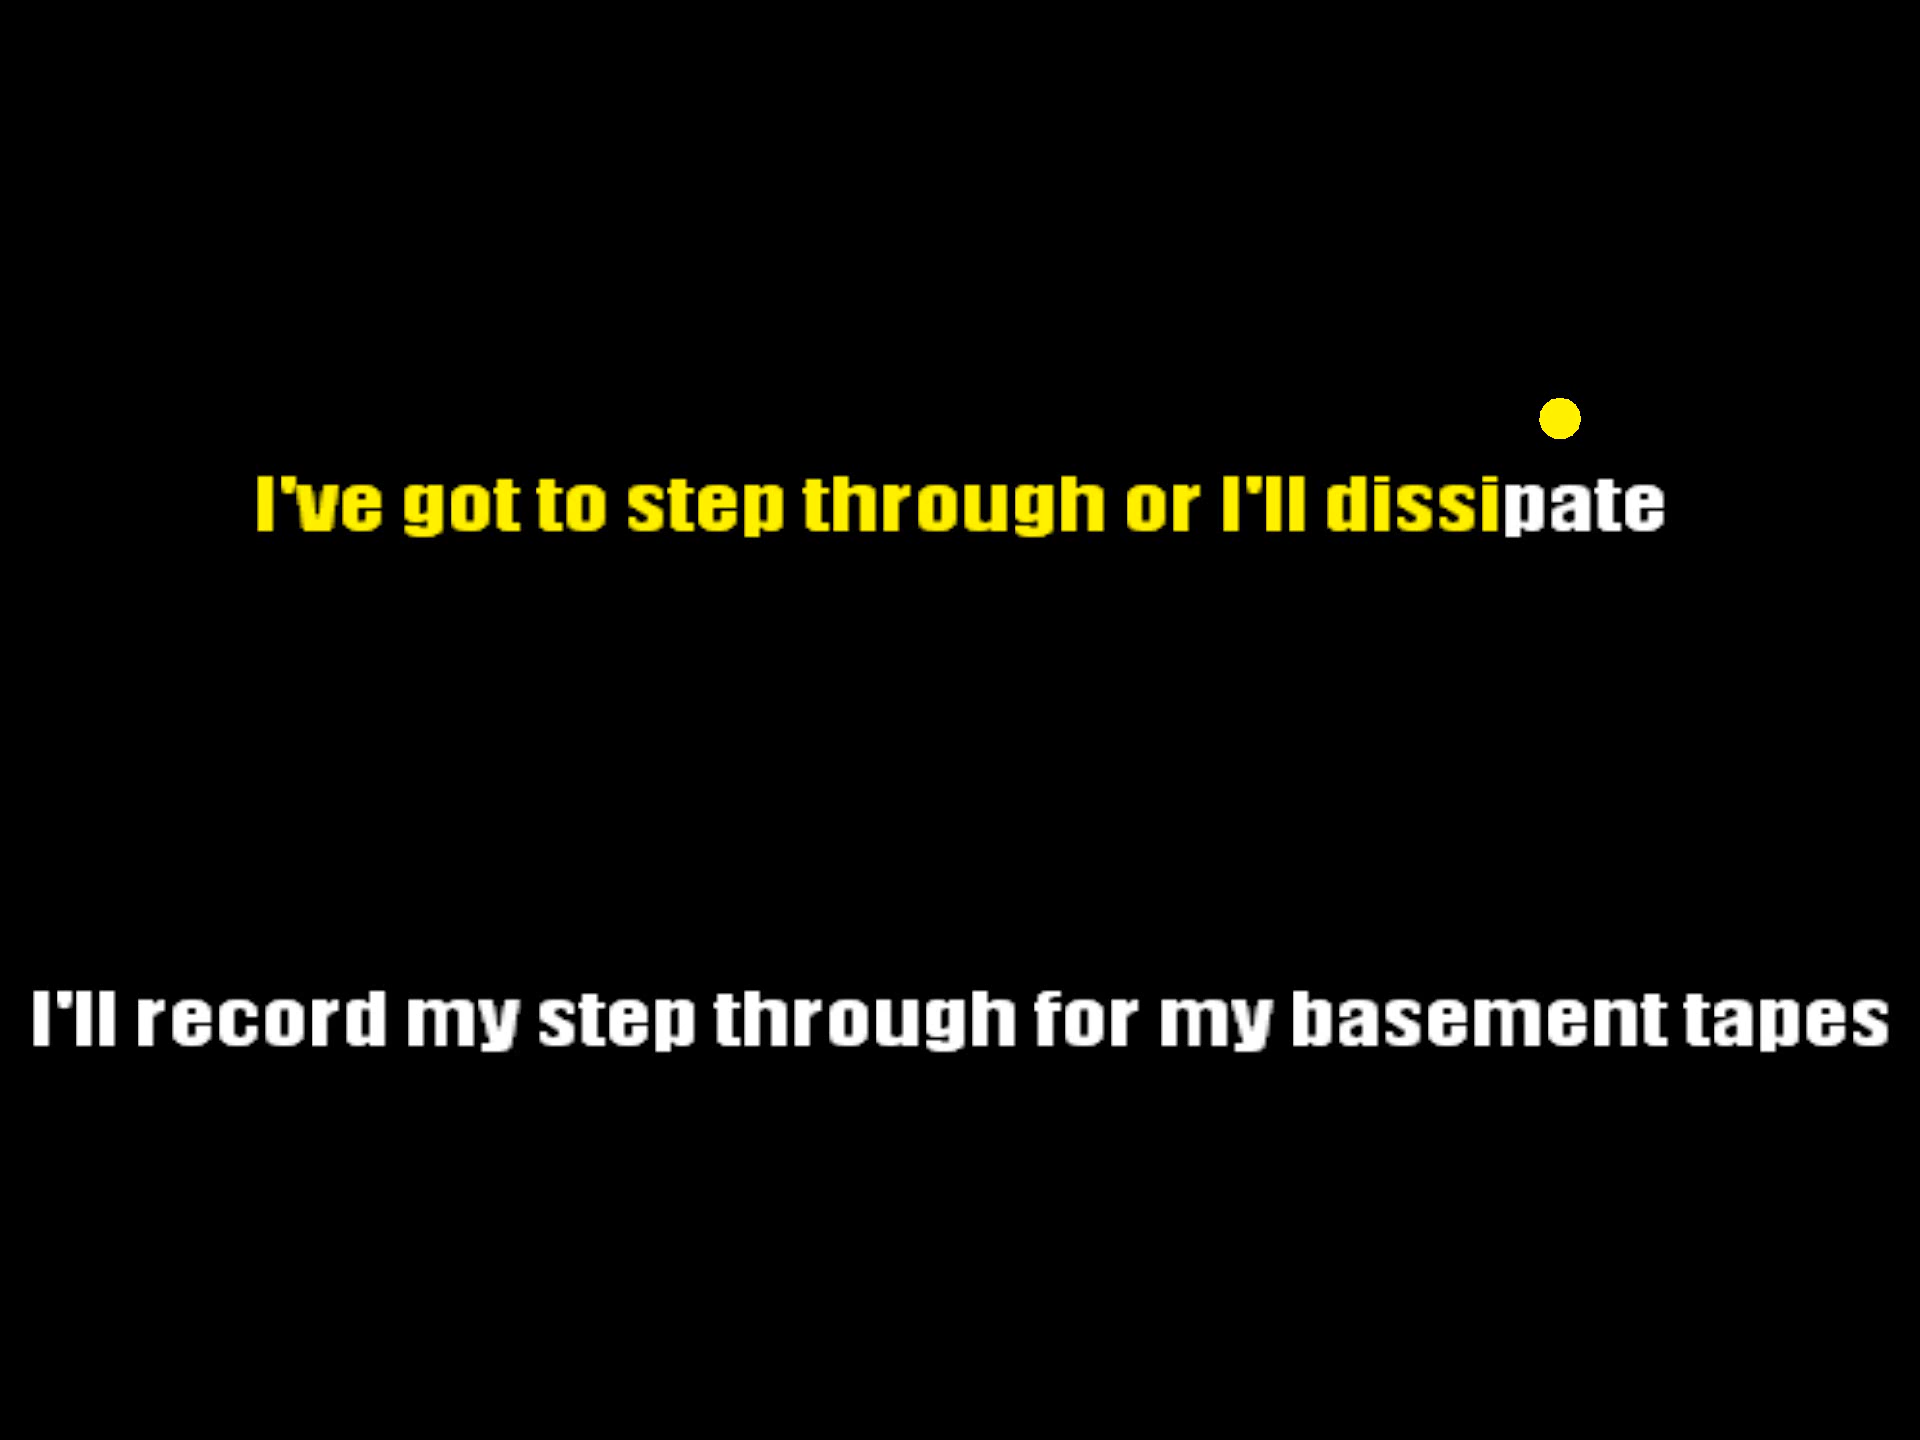 I've got to step through or I'll dissipate
I'll record my step through for my basement tapes